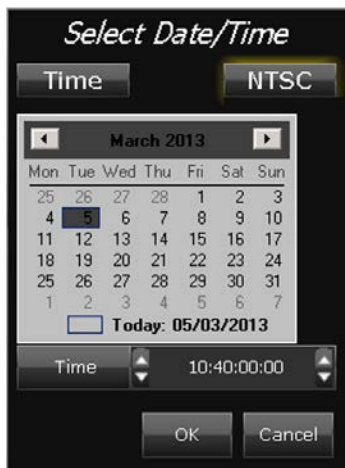 Select Date/Time
Time NTSC
March 2013
Mon Tue Wed Thu Fri Sat Sun
25 26 27 28 1 2 3
4 5 6 7 8 9 10
11 12 13 14 15 16 17
18 19 20 21 22 23 24
25 26 27 28 29 30 31
1 2 3 4 5 6 7
Today: 05/03/2013
Time 10:40:00:00
OK Cancel